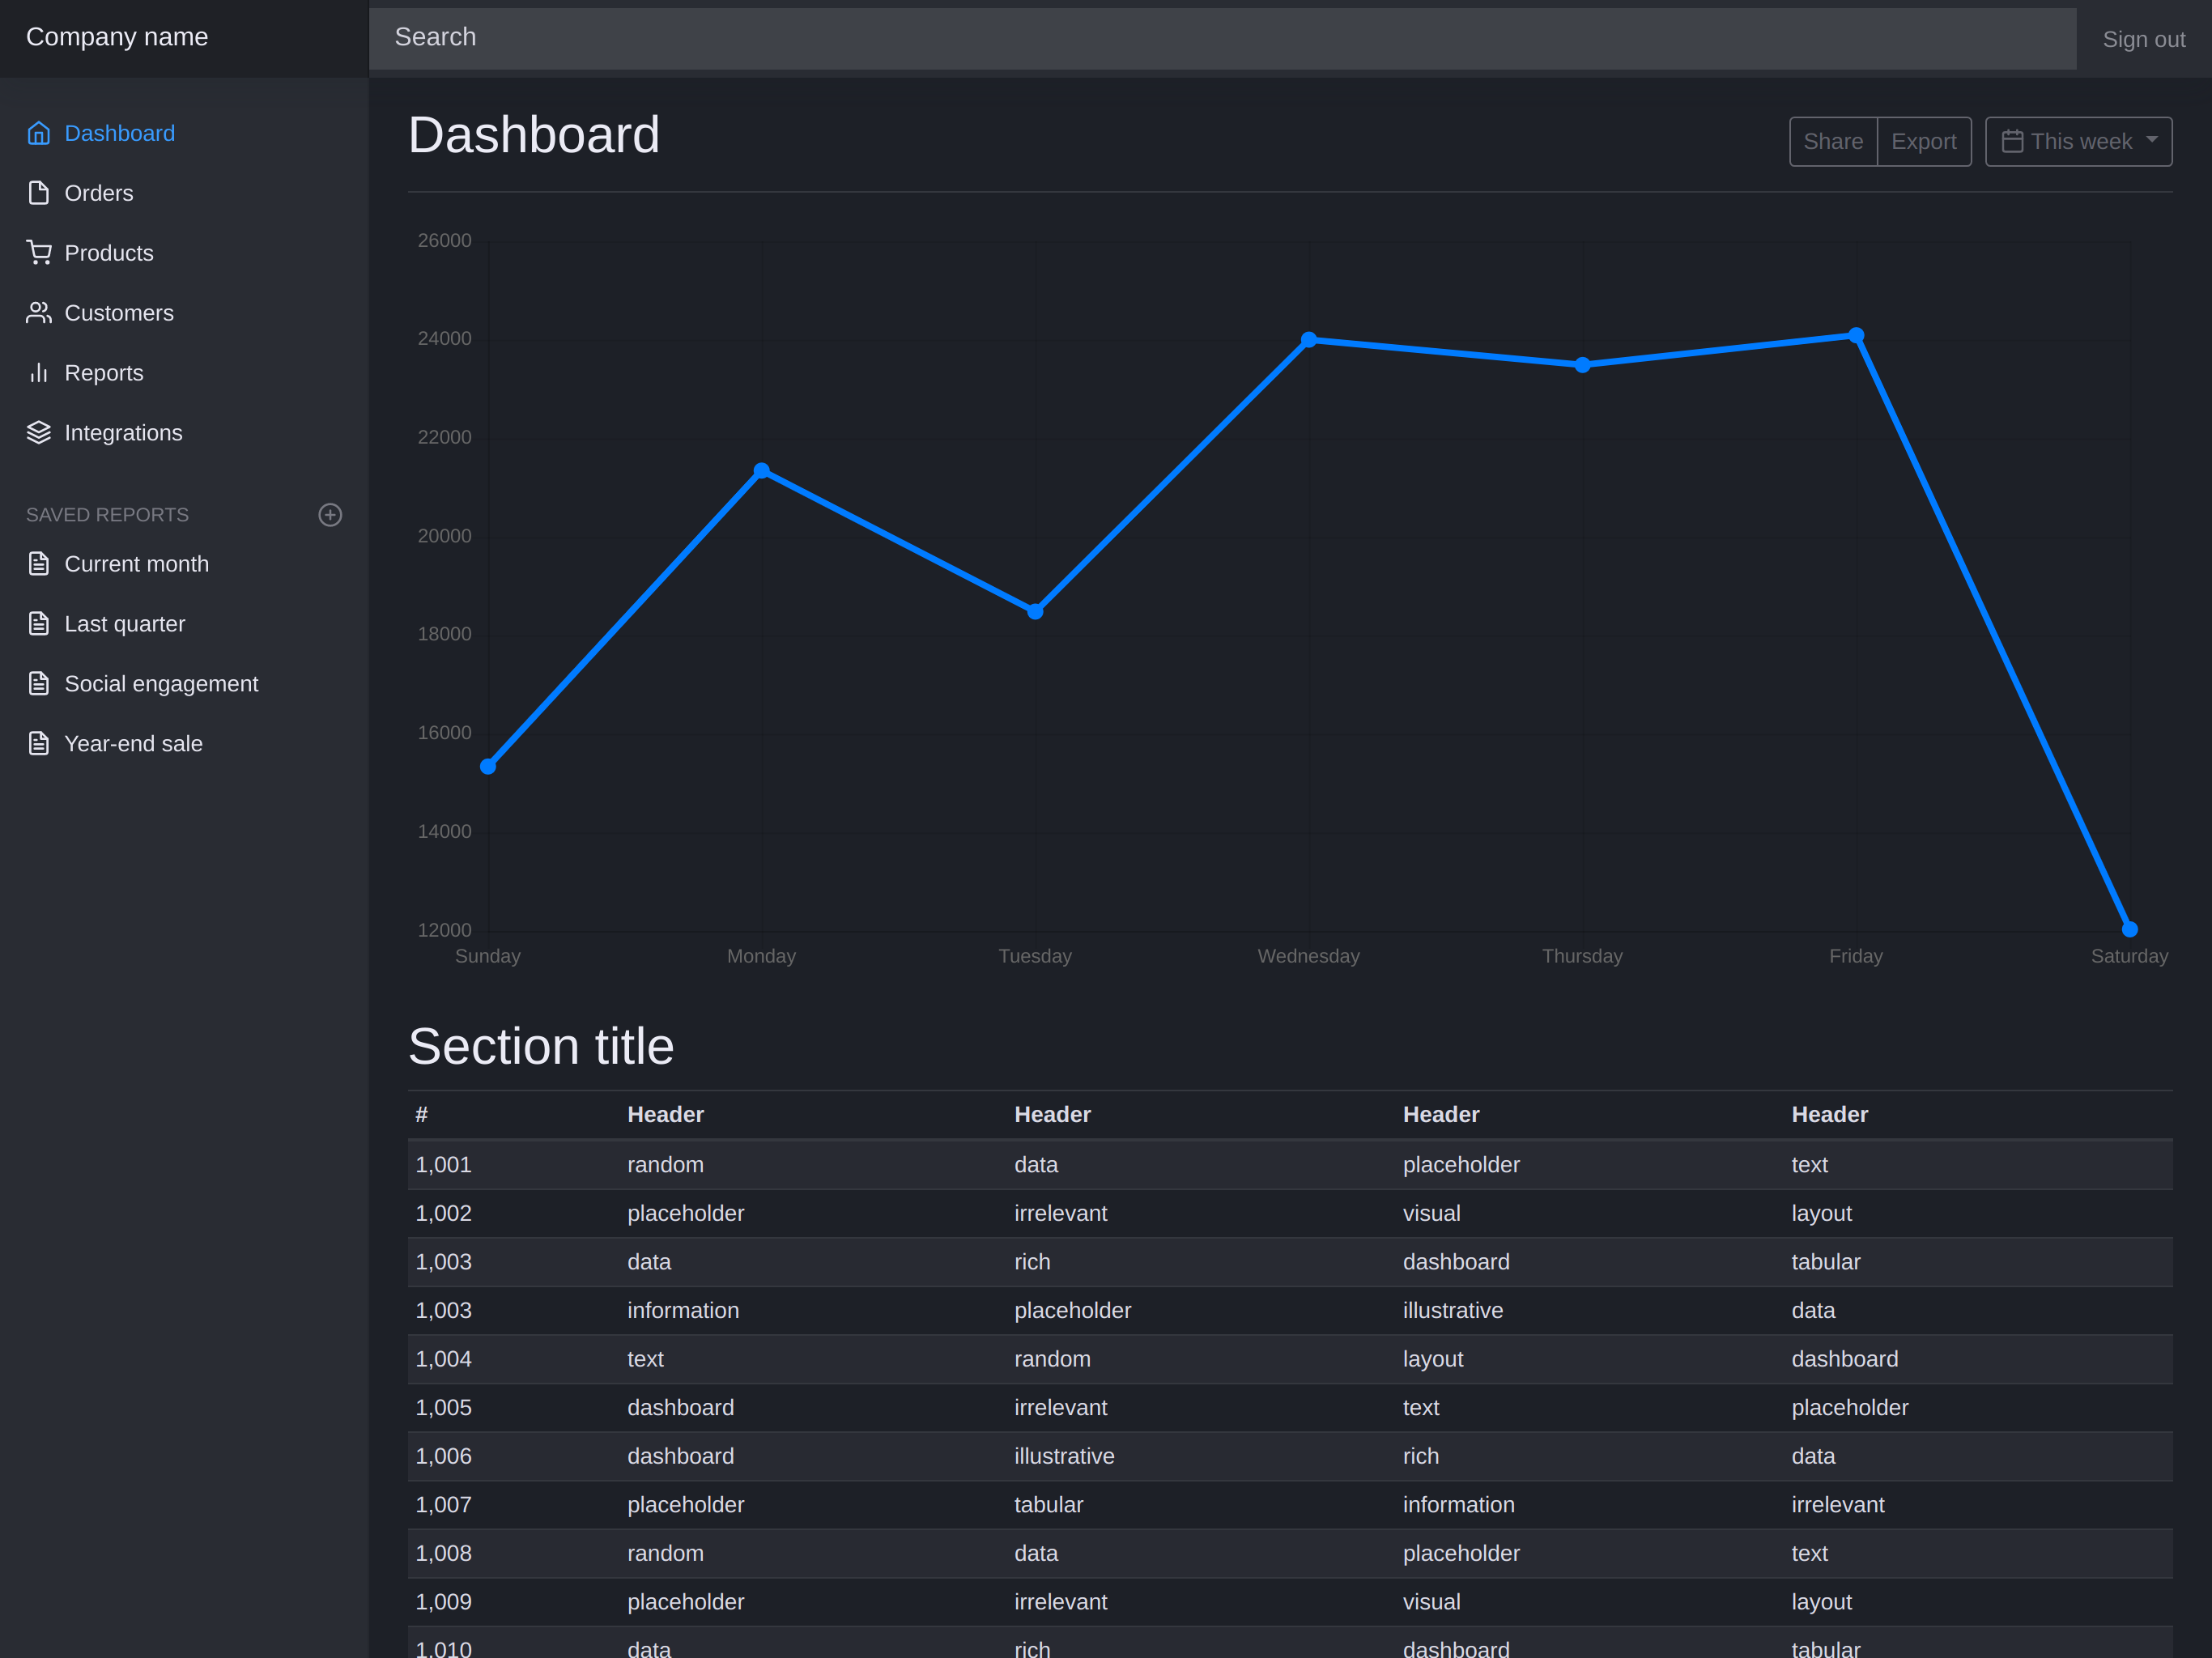 Company name
Search
Sign out
Dashboard
Orders
Products
Customers
Reports
Integrations
SAVED REPORTS
Current month
Last quarter
Social engagement
Year-end sale
Dashboard
Share Export This week
26000
24000
22000
20000
18000
16000
14000
12000
Sunday Monday Tuesday Wednesday Thursday Friday Saturday
Section title
# Header Header Header Header
1,001 random data placeholder text
1,002 placeholder irrelevant visual layout
1,003 data rich dashboard tabular
1,003 information placeholder illustrative data
1,004 text random layout dashboard
1,005 dashboard irrelevant text placeholder
1,006 dashboard illustrative rich data
1,007 placeholder tabular information irrelevant
1,008 random data placeholder text
1,009 placeholder irrelevant visual layout
1,010 data rich dashboard tabular